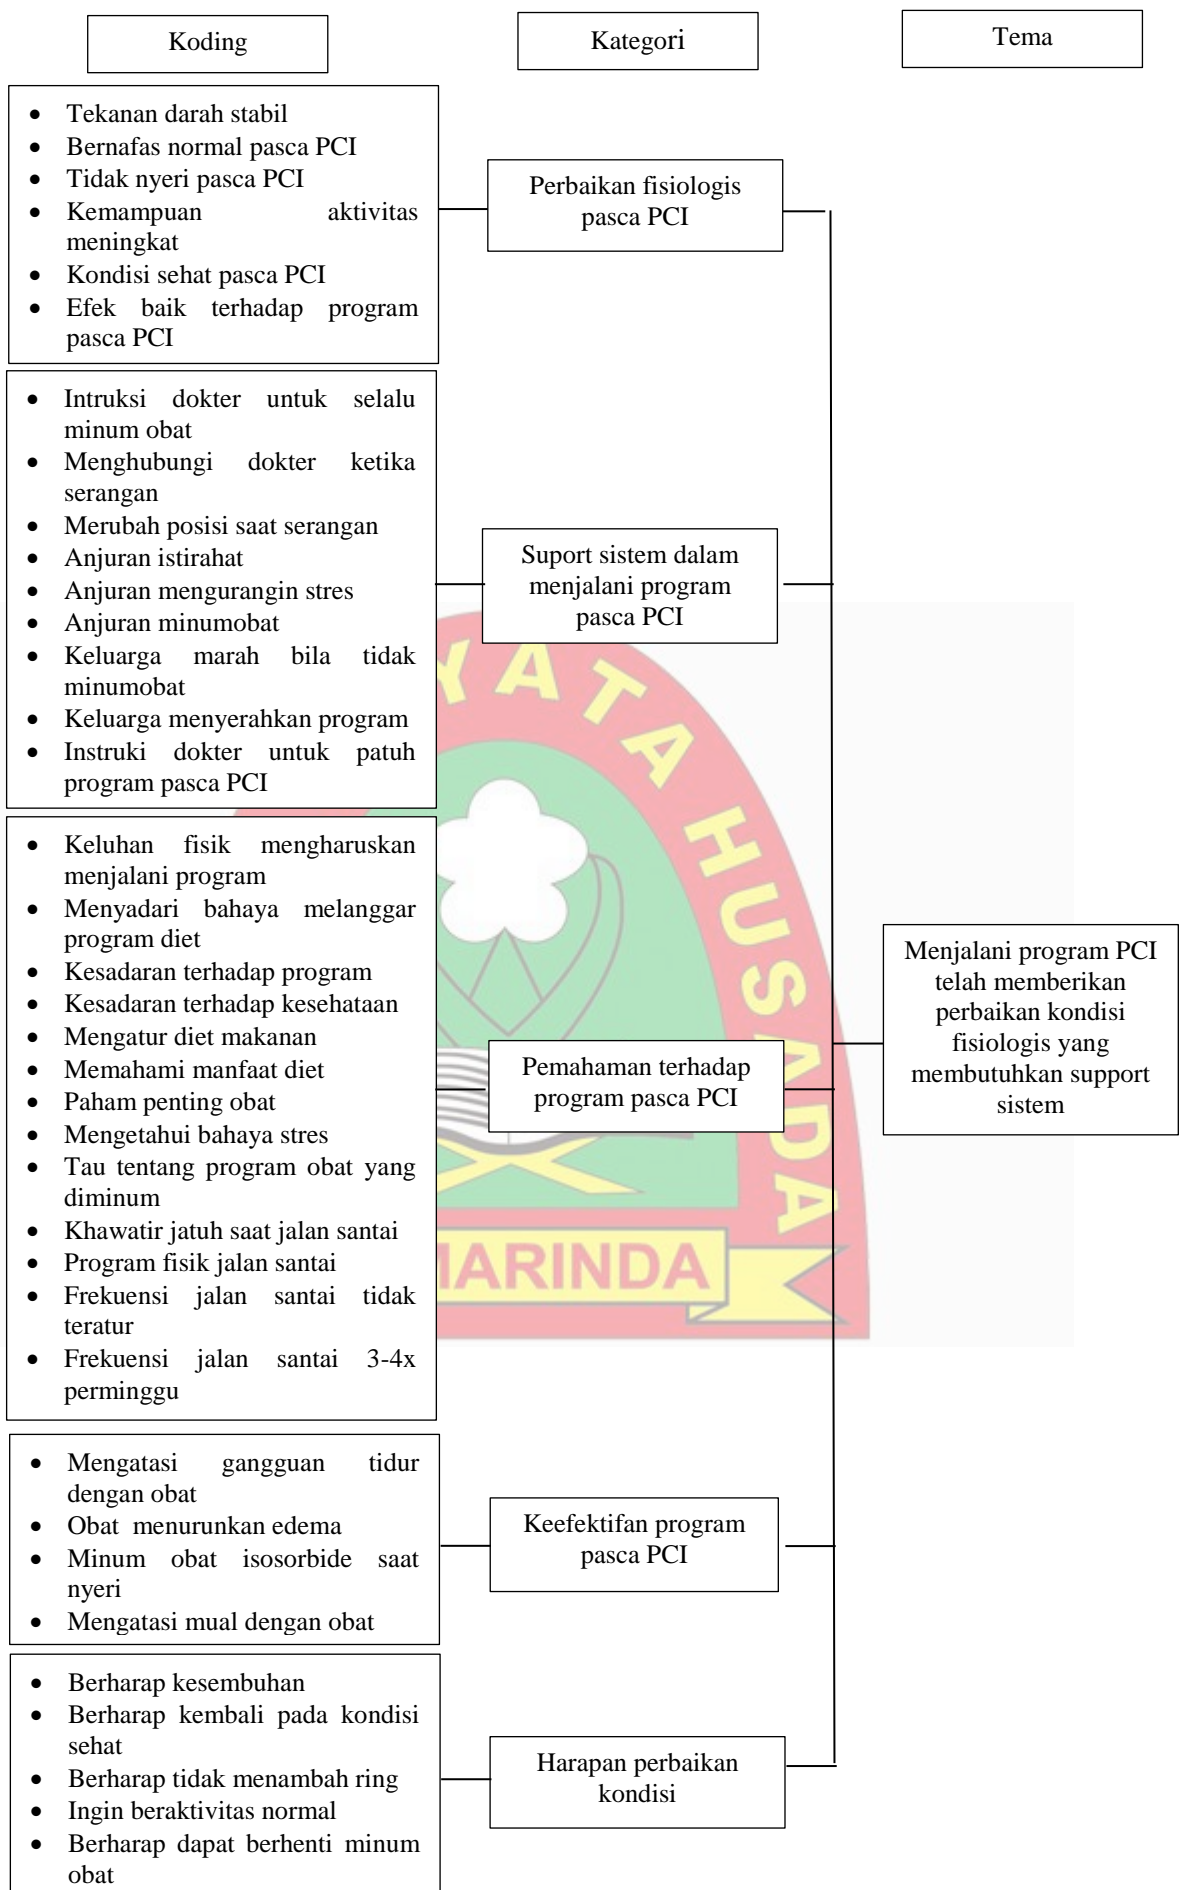 Koding
Kategori
Tema
• Tekanan darah stabil
• Bernafas normal pasca PCI
• Tidak nyeri pasca PCI
• Kemampuan aktivitas
meningkat
• Kondisi sehat pasca PCI
• Efek baik terhadap program
pasca PCI
Perbaikan fisiologis
pasca PCI
• Intruksi dokter untuk selalu
minum obat
• Menghubungi dokter ketika
serangan
• Merubah posisi saat serangan
• Anjuran istirahat
• Anjuran mengurangin stres
• Anjuran minumobat
• Keluarga marah bila tidak
minumobat
• Keluarga menyerahkan program
• Instruki dokter untuk patuh
program pasca PCI
Suport sistem dalam
menjalani program
pasca PCI
• Keluhan fisik mengharuskan
menjalani program
• Menyadari bahaya melanggar
program diet
• Kesadaran terhadap program
• Kesadaran terhadap kesehataan
• Mengatur diet makanan
• Memahami manfaat diet
• Paham penting obat
• Mengetahui bahaya stres
• Tau tentang program obat yang
diminum
• Khawatir jatuh saat jalan santai
• Program fisik jalan santai
• Frekuensi jalan santai tidak
teratur
• Frekuensi jalan santai 3-4x
perminggu
Pemahaman terhadap
program pasca PCI
Menjalani program PCI
telah memberikan
perbaikan kondisi
fisiologis yang
membutuhkan support
sistem
• Mengatasi gangguan tidur
dengan obat
• Obat menurunkan edema
• Minum obat isosorbide saat
nyeri
• Mengatasi mual dengan obat
Keefektifan program
pasca PCI
• Berharap kesembuhan
• Berharap kembali pada kondisi
sehat
• Berharap tidak menambah ring
• Ingin beraktivitas normal
• Berharap dapat berhenti minum
obat
Harapan perbaikan
kondisi
YATA HUSADA
MARINDA